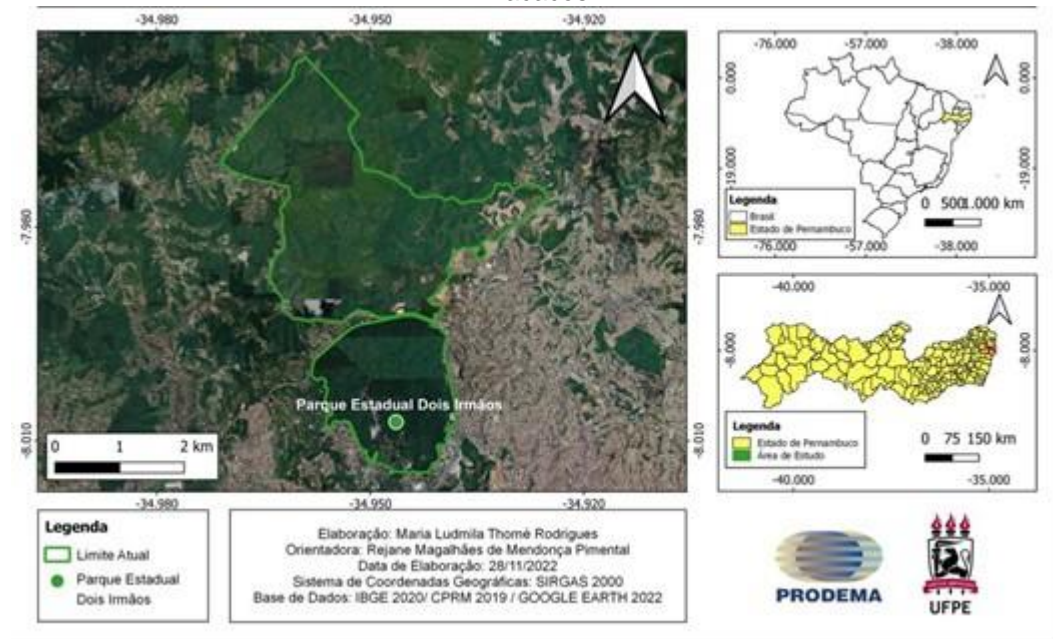 -34.980 -34.950 -34.920
-7.980 -7.980
Parque Estadual Dois Irmãos
-8.010 -8.010
0 1 2 km
-34.980 -34.950 -34.920
-76.000 -57.000 -38.000
0.000 0.000
-19.000 -19.000
Legenda
Brasil
Estado de Pernambuco
0 5001.000 km
-76.000 -57.000 -38.000
-40.000 -35.000
-8.000 -8.000
Legenda
Estado de Pernambuco
Área de Estudo
0 75 150 km
-40.000 -35.000
Legenda
Limite Atual
Parque Estadual
Dois Irmãos
Elaboração: Maria Ludmila Thomé Rodrigues
Orientadora: Rejane Magalhães de Mendonça Pimental
Data de Elaboração: 28/11/2022
Sistema de Coordenadas Geográficas: SIRGAS 2000
Base de Dados: IBGE 2020/ CPRM 2019 / GOOGLE EARTH 2022
PRODEMA
UFPE